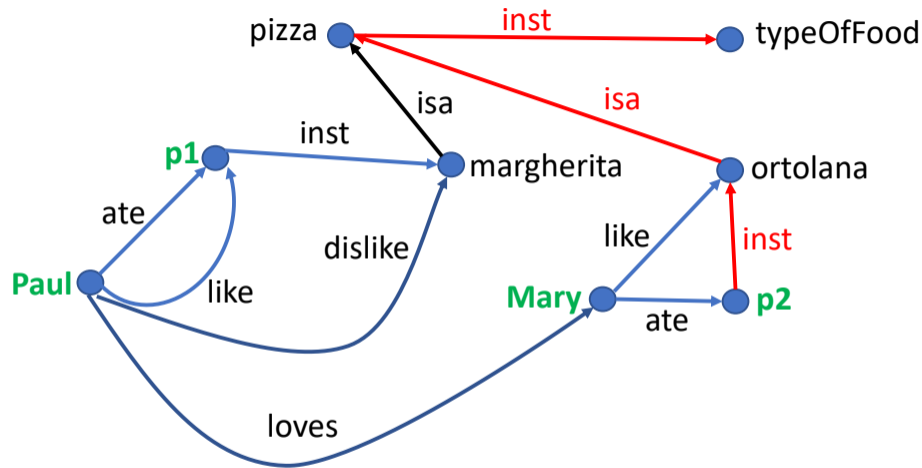 pizza
inst
typeOfFood
isa
isa
p1
inst
margherita
ortolana
ate
like
dislike
like
inst
Paul
Mary
ate
p2
loves